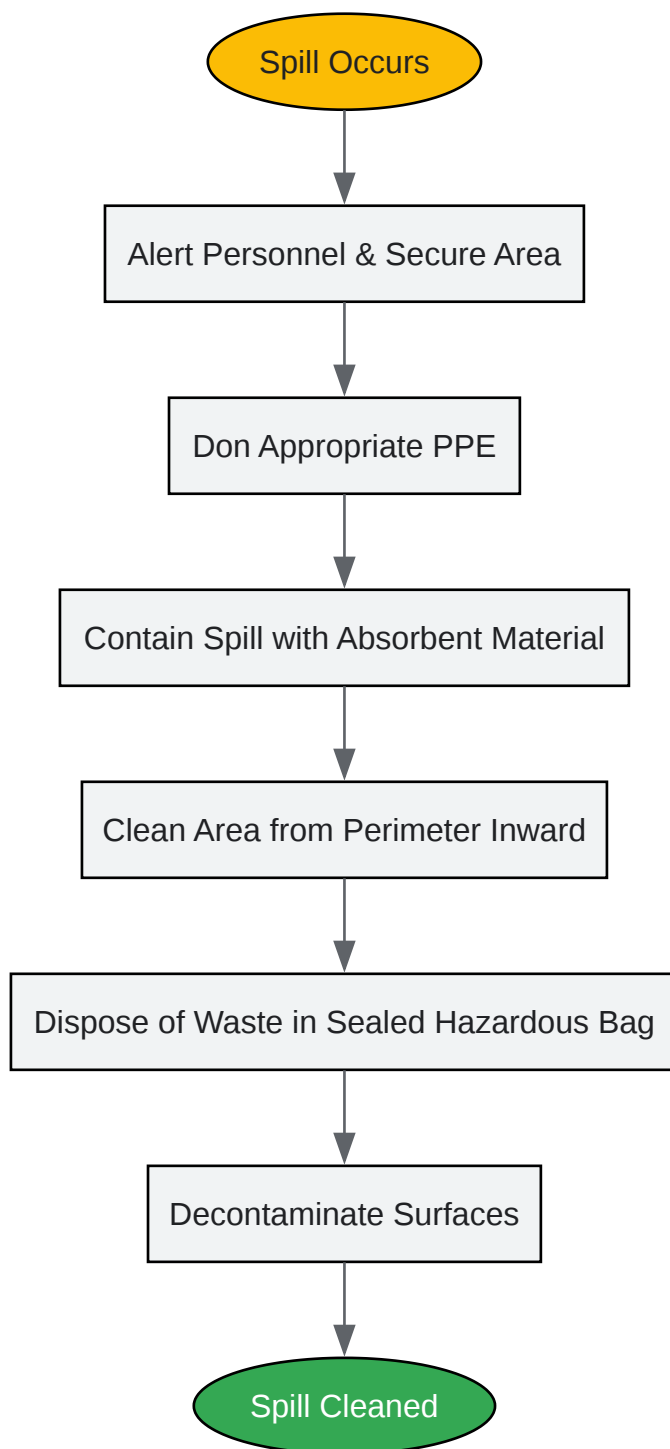 Spill Occurs
Alert Personnel & Secure Area
Don Appropriate PPE
Contain Spill with Absorbent Material
Clean Area from Perimeter Inward
Dispose of Waste in Sealed Hazardous Bag
Decontaminate Surfaces
Spill Cleaned